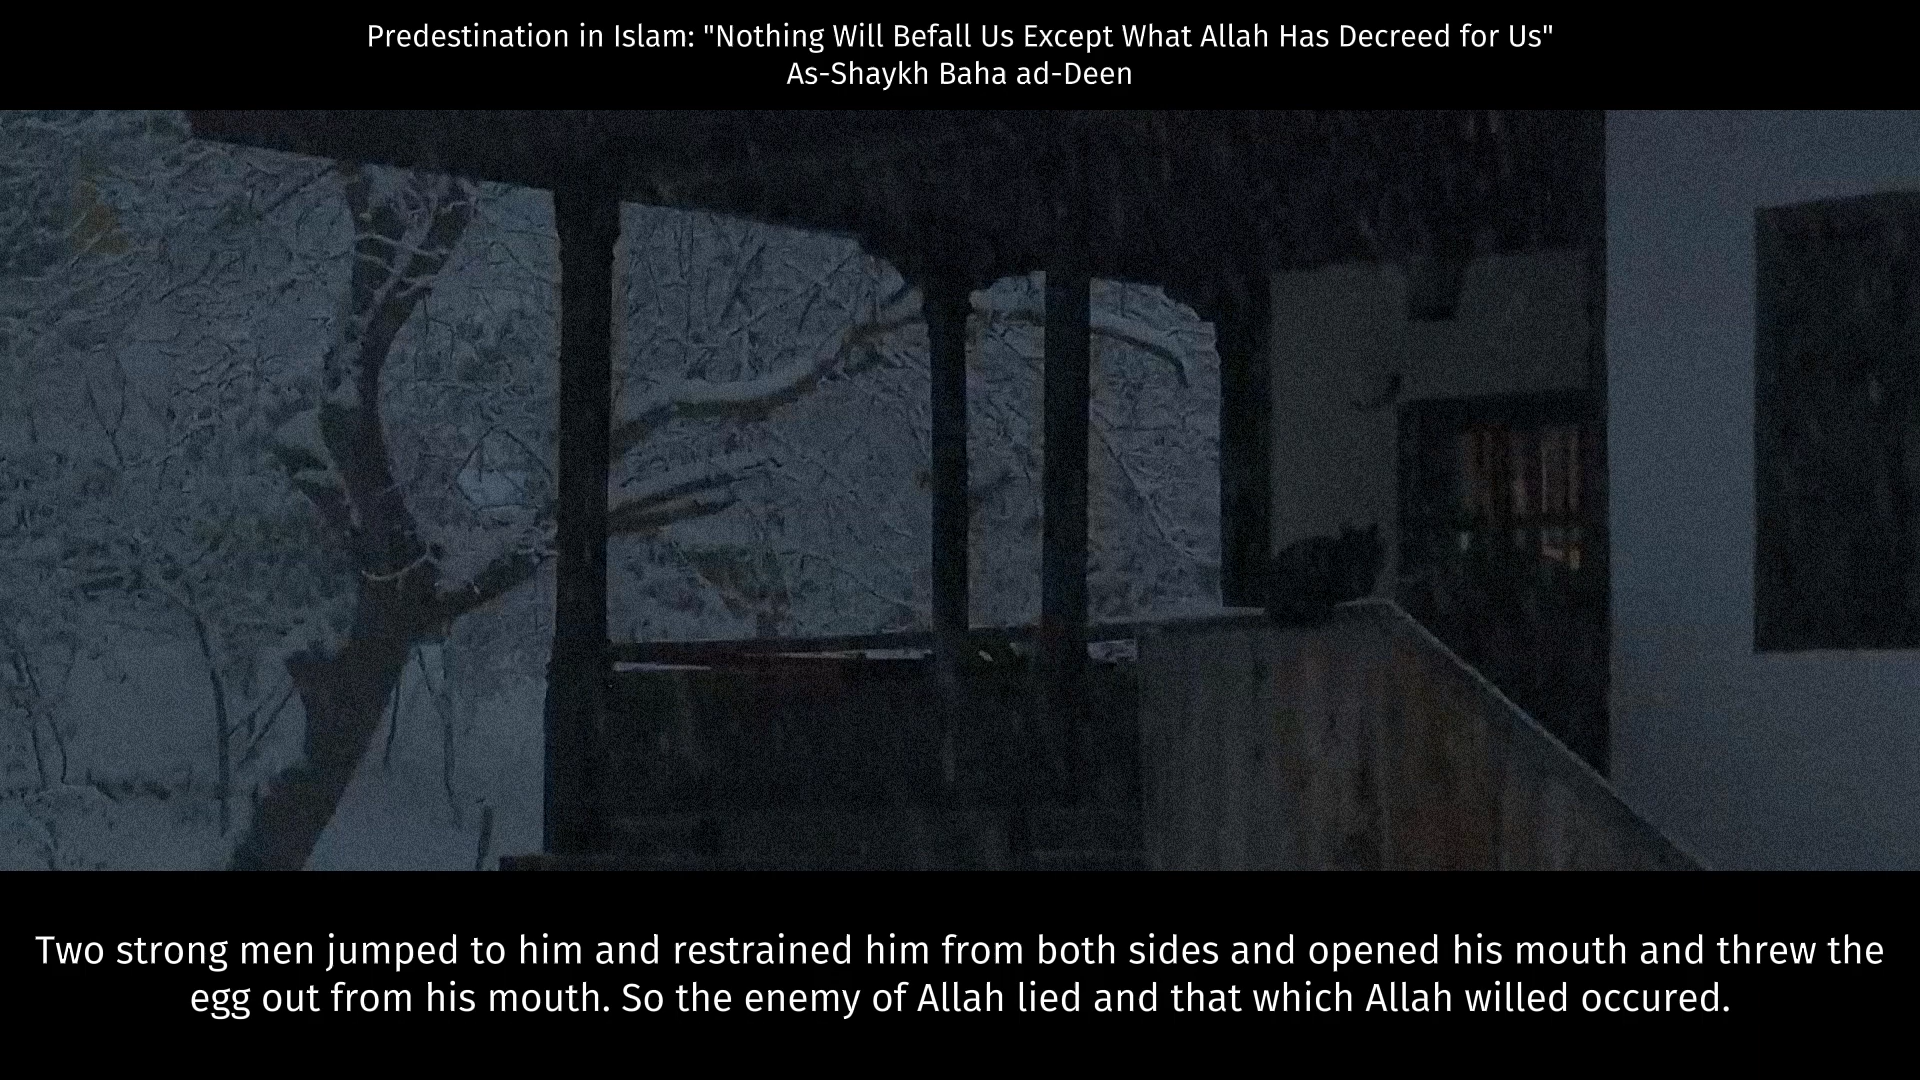 Predestination in Islam: "Nothing Will Befall Us Except What Allah Has Decreed for Us"
As-Shaykh Baha ad-Deen
Two strong men jumped to him and restrained him from both sides and opened his mouth and threw the
egg out from his mouth. So the enemy of Allah lied and that which Allah willed occured.